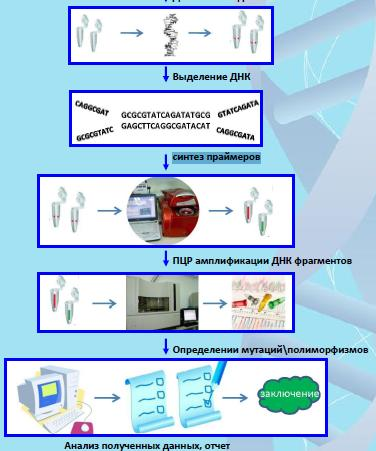 Выделение ДНК
CAGGCGAT
GCGCGTATCAGATATGCG
GTATCAGATA
GCGCGTATC
GAGCTTCAGGCGATACAT
CAGGCGATA
синтез праймеров
ПЦР амплификации ДНК фрагментов
Определении мутаций\полиморфизмов
заключение
Анализ полученных данных, отчет